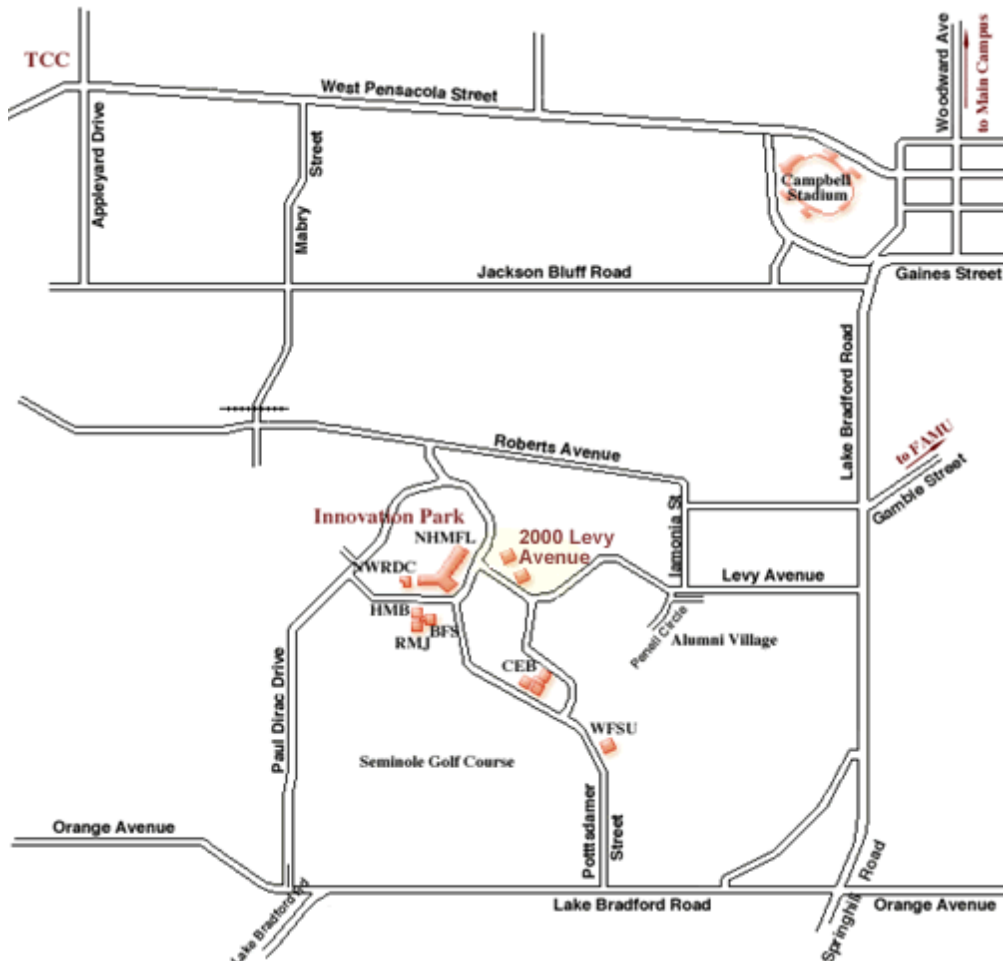 TCC
West Pensacola Street
Woodward Ave
to Main Campus
Appleyard Drive
Mabry
Street
Campbell
Stadium
Jackson Bluff Road
Gaines Street
Lake Bradford Road
to FAMU
Gamble Street
Roberts Avenue
Innovation Park
NHMFL
2000 Levy
Avenue
lamonia St.
NWRDC
Levy Avenue
HMB
BFS
RMJ
Penell Circle
Alumni Village
CEB
Paul Dirac Drive
WFSU
Seminole Golf Course
Potttsdamer
Street
Orange Avenue
Lake Bradford Rd
Lake Bradford Road
Springhill Road
Orange Avenue